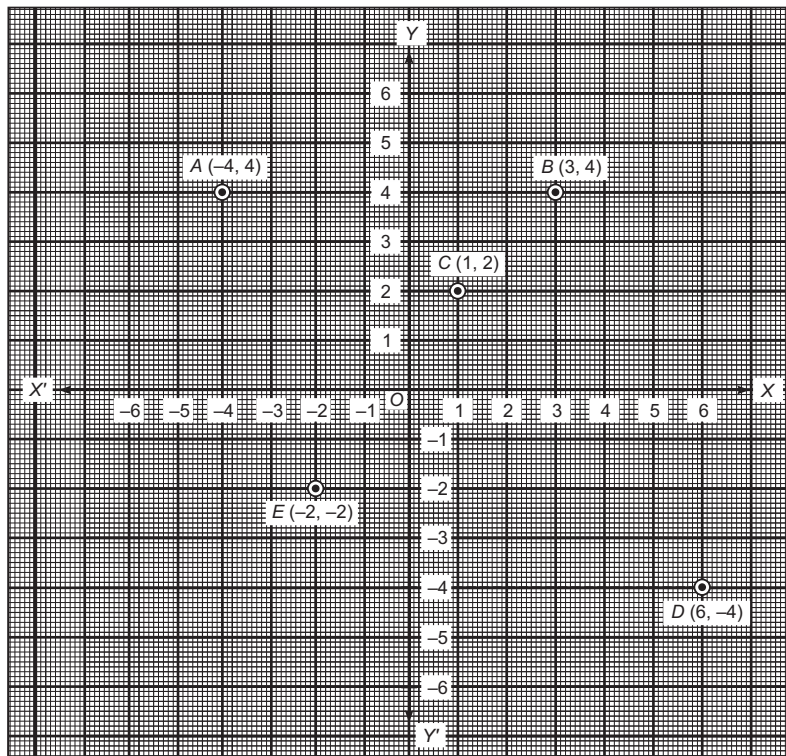 Y
6
5
A (–4, 4)
B (3, 4)
4
3
C (1, 2)
2
1
X′
O
X
–6 –5 –4 –3 –2 –1 1 2 3 4 5 6
–1
–2
E (–2, –2)
–3
–4
D (6, –4)
–5
–6
Y′